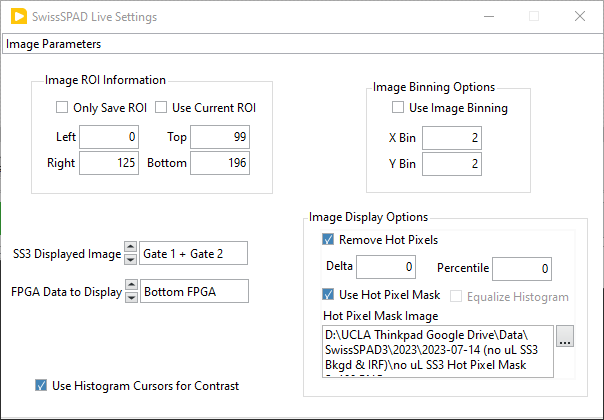 SwissSPAD Live Settings
Image Parameters
Image ROI Information
Only Save ROI Use Current ROI
Left 0 Top 99
Right 125 Bottom 196
Image Binning Options
Use Image Binning
X Bin 2
Y Bin 2
SS3 Displayed Image Gate 1 + Gate 2
FPGA Data to Display Bottom FPGA
Use Histogram Cursors for Contrast
Image Display Options
Remove Hot Pixels
Delta 0 Percentile 0
Use Hot Pixel Mask Equalize Histogram
Hot Pixel Mask Image
D:\UCLA Thinkpad Google Drive\Data\
SwissSPAD3\2023\2023-07-14 (no uL SS3
Bkgd & IRF)\no uL SS3 Hot Pixel Mask
...